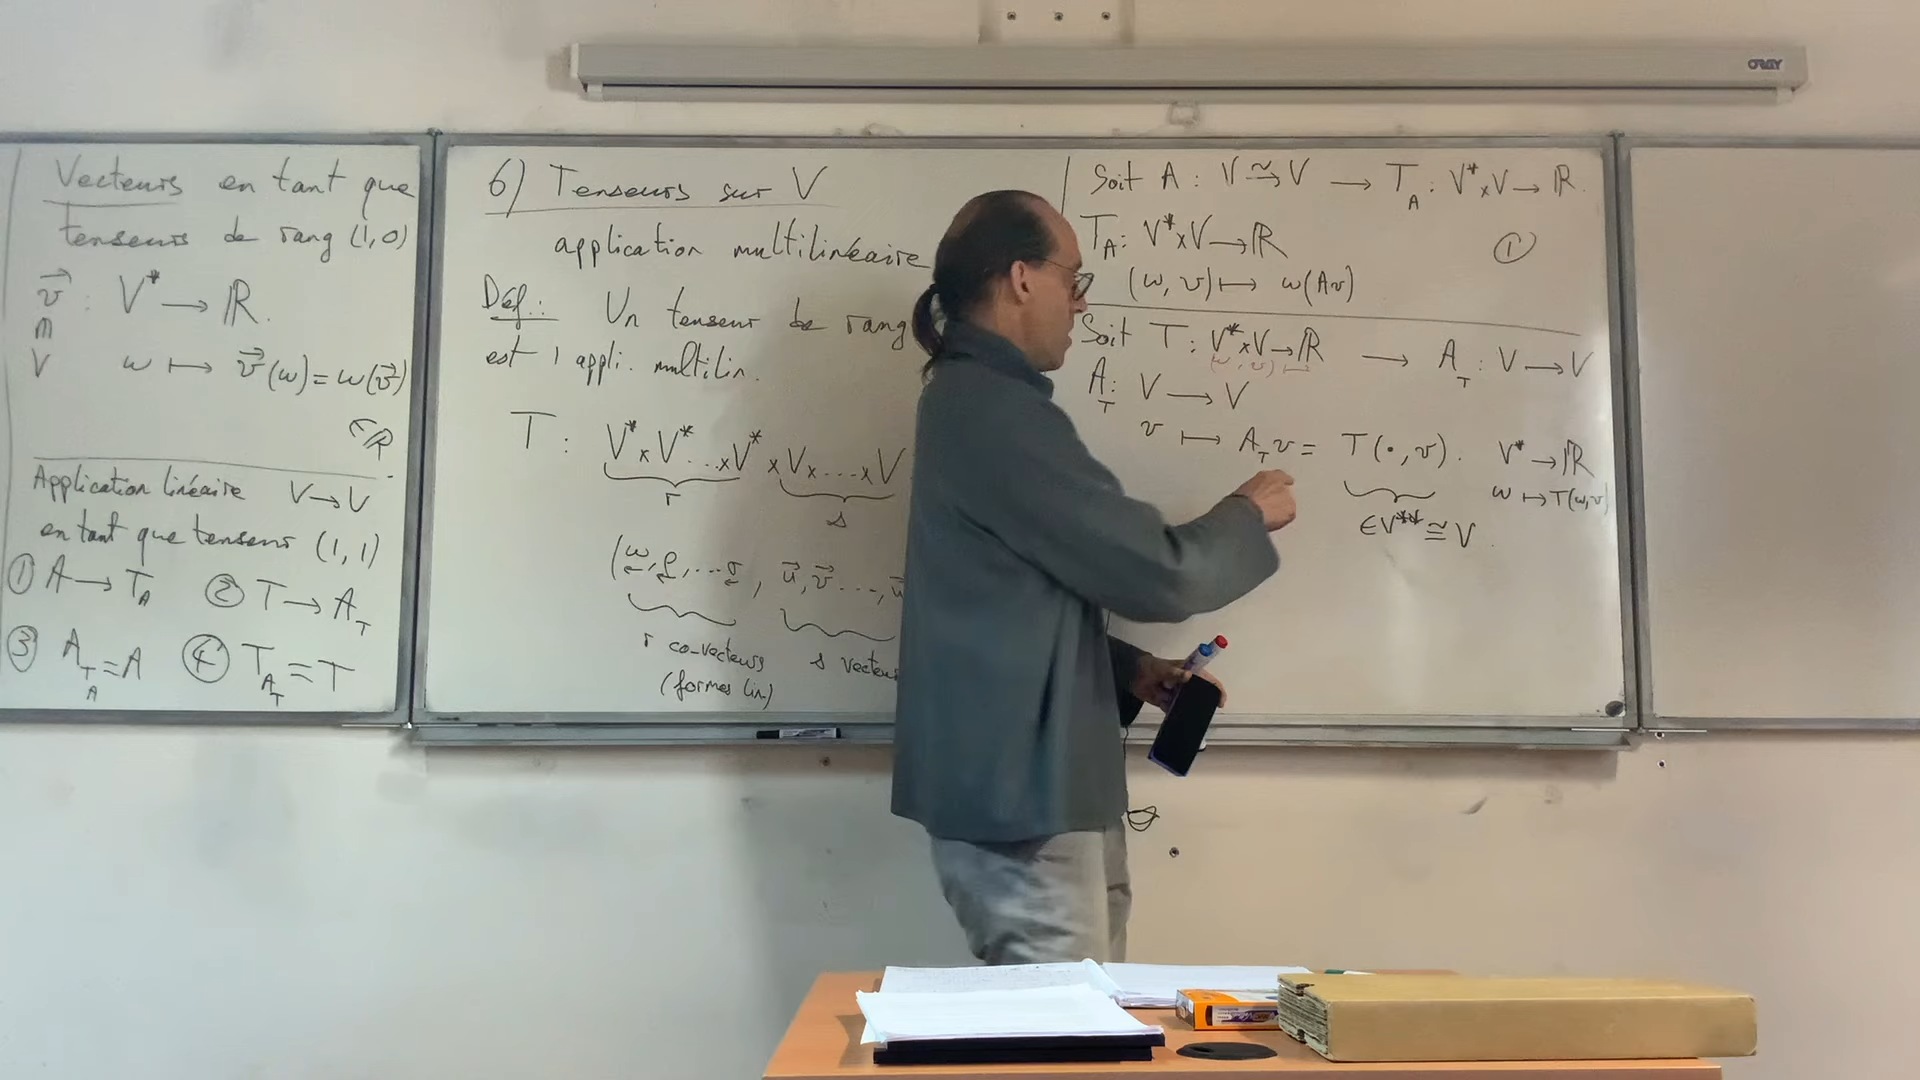 ORAY
Vecteurs en tant que
tenseurs de rang (1,0)
v⃗ : V* → ℝ.
∈
V ω ↦ v⃗(ω) = ω(v⃗)
∈ℝ
Application linéaire V → V
en tant que tenseur (1,1)
① A → T_A ② T → A_T
③ A_{T_A} = A ④ T_{A_T} = T
6) Tenseurs sur V
application multilinéaire
Déf.: Un tenseur de rang
est 1 appli. multilin.
T : V* x V* ... x V* x V x ... x V
r s
(ω, ρ, ... σ, u⃗, v⃗ ..., w⃗
r co-vecteurs s vecteurs
(formes lin)
Soit A : V ⥲ V → T_A : V* x V → ℝ.
T_A : V* x V → ℝ ①
(ω, v) ↦ ω(Av)
Soit T : V* x V → ℝ → A_T : V → V
(ω, v) ↦
A_T : V → V
v ↦ A_T v = T(•, v). V* → ℝ
ω ↦ T(ω, v)
∈ V** ≅ V